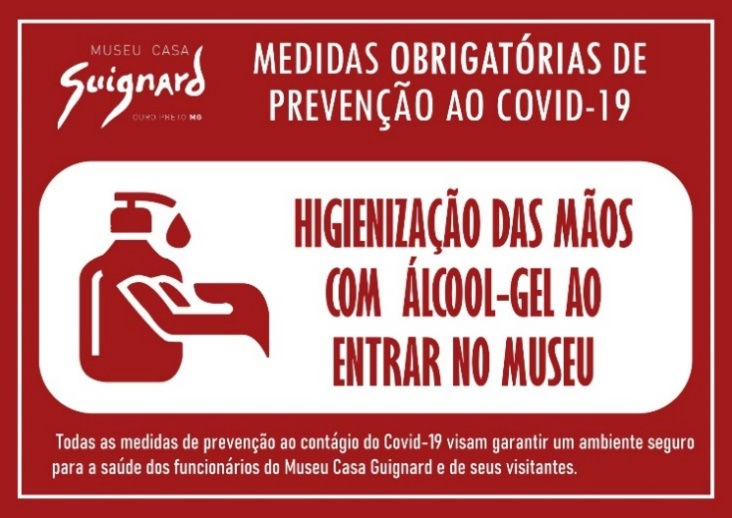 MUSEU CASA
Guignard
OURO PRETO MG
MEDIDAS OBRIGATÓRIAS DE
PREVENÇÃO AO COVID-19
HIGIENIZAÇÃO DAS MÃOS
COM ÁLCOOL-GEL AO
ENTRAR NO MUSEU
Todas as medidas de prevenção ao contágio do Covid-19 visam garantir um ambiente seguro
para a saúde dos funcionários do Museu Casa Guignard e de seus visitantes.